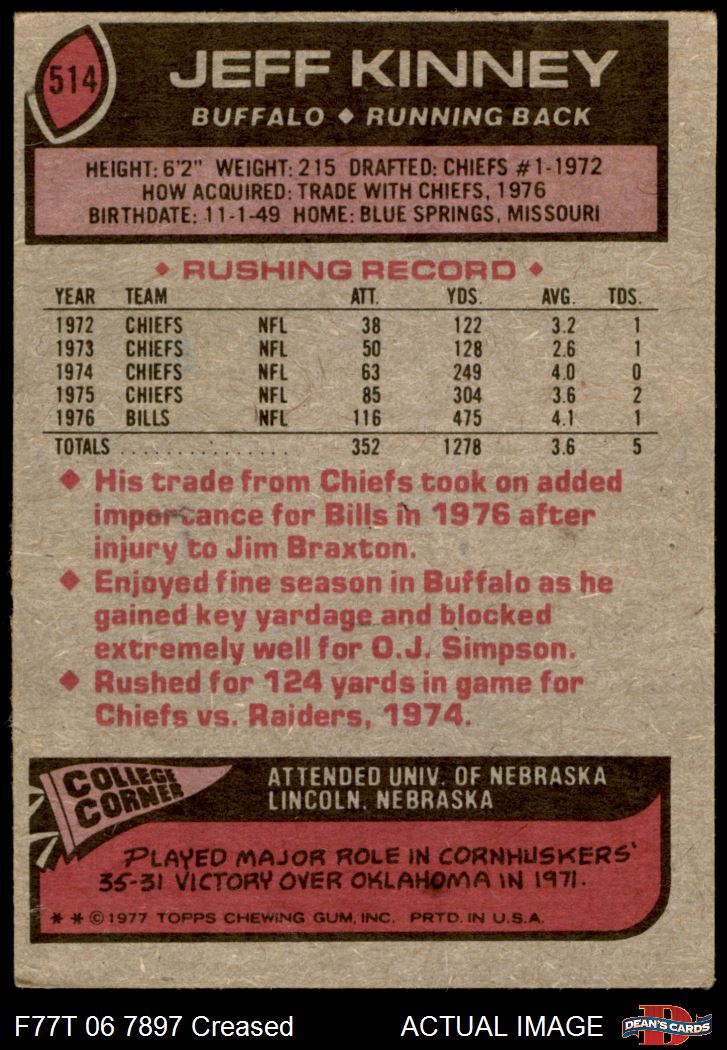 514
JEFF KINNEY
BUFFALO ♦ RUNNING BACK
HEIGHT: 6'2" WEIGHT: 215 DRAFTED: CHIEFS #1-1972
HOW ACQUIRED: TRADE WITH CHIEFS, 1976
BIRTHDATE: 11-1-49 HOME: BLUE SPRINGS, MISSOURI
♦ RUSHING RECORD ♦
YEAR TEAM ATT. YDS. AVG. TDS.
1972 CHIEFS NFL 38 122 3.2 1
1973 CHIEFS NFL 50 128 2.6 1
1974 CHIEFS NFL 63 249 4.0 0
1975 CHIEFS NFL 85 304 3.6 2
1976 BILLS NFL 116 475 4.1 1
TOTALS . . . . . . . . . . . . . . . 352 1278 3.6 5
♦ His trade from Chiefs took on added
importance for Bills in 1976 after
injury to Jim Braxton.
♦ Enjoyed fine season in Buffalo as he
gained key yardage and blocked
extremely well for O.J. Simpson.
♦ Rushed for 124 yards in game for
Chiefs vs. Raiders, 1974.
COLLEGE
CORNER
ATTENDED UNIV. OF NEBRASKA
LINCOLN, NEBRASKA
PLAYED MAJOR ROLE IN CORNHUSKERS'
35-31 VICTORY OVER OKLAHOMA IN 1971.
* * © 1977 TOPPS CHEWING GUM, INC. PRTD. IN U.S.A.
F77T 06 7897 Creased
ACTUAL IMAGE
D
DEAN'S CARDS